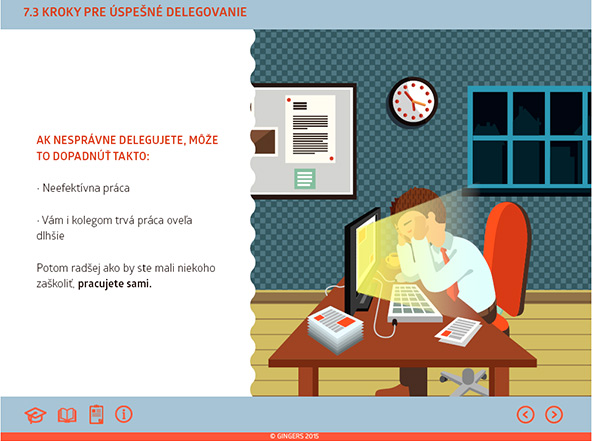 7.3 KROKY PRE ÚSPEŠNÉ DELEGOVANIE
AK NESPRÁVNE DELEGUJETE, MÔŽE
TO DOPADNÚŤ TAKTO:
· Neefektívna práca
· Vám i kolegom trvá práca oveľa
dlhšie
Potom radšej ako by ste mali niekoho
zaškoliť, pracujete sami.
© GINGERS 2015